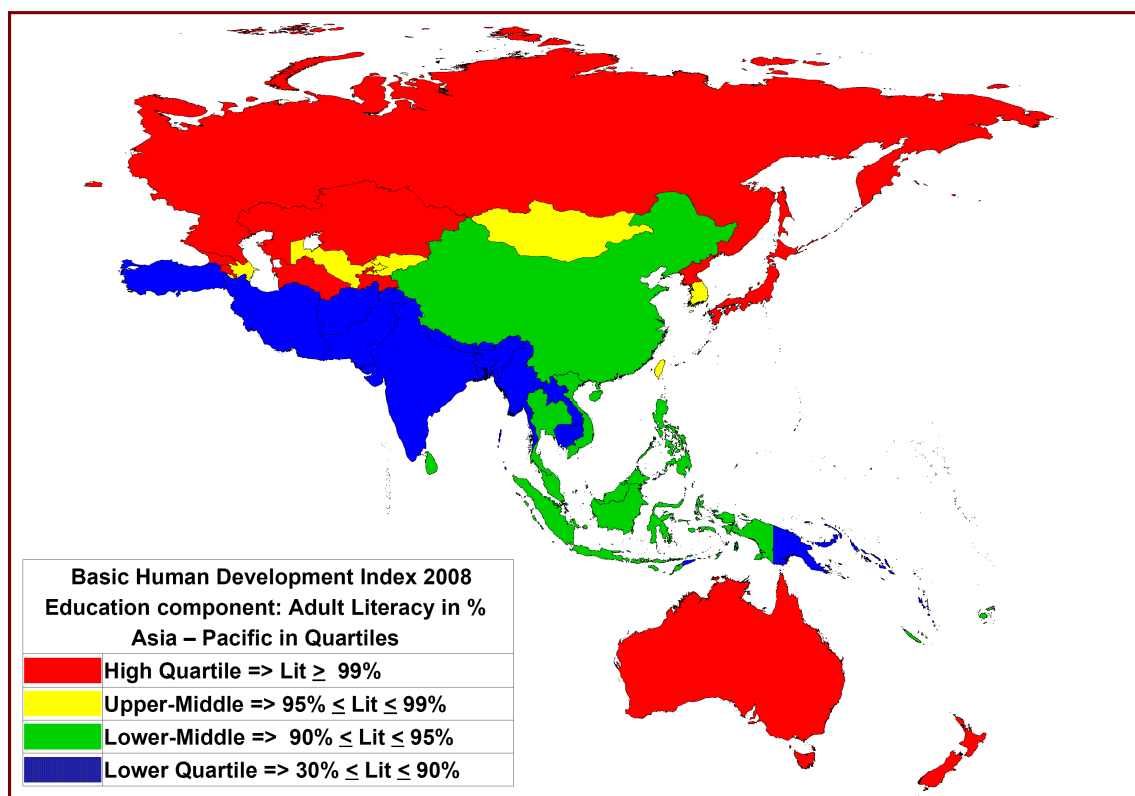 Basic Human Development Index 2008
Education component: Adult Literacy in %
Asia – Pacific in Quartiles
High Quartile => Lit ≥ 99%
Upper-Middle => 95% ≤ Lit ≤ 99%
Lower-Middle => 90% ≤ Lit ≤ 95%
Lower Quartile => 30% ≤ Lit ≤ 90%